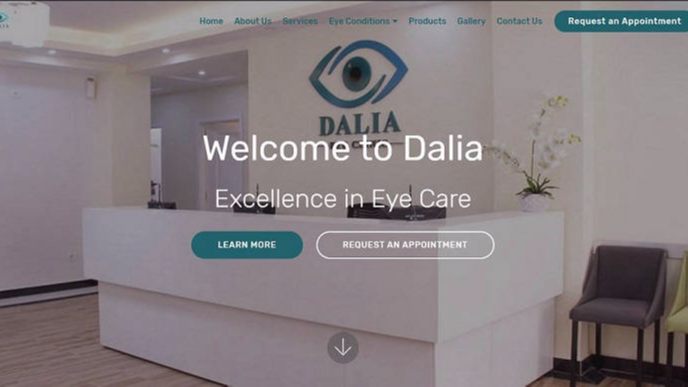 Home About Us Services Eye Conditions Products Gallery Contact Us Request an Appointment
DALIA
Welcome to Dalia
Excellence in Eye Care
LEARN MORE REQUEST AN APPOINTMENT